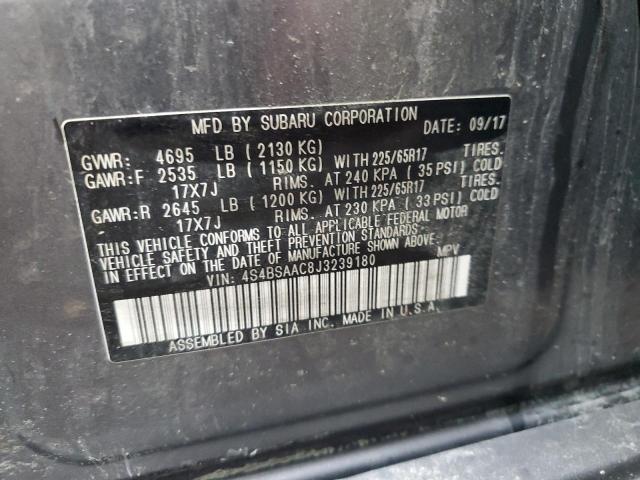 MFD BY SUBARU CORPORATION DATE: 09/17
GVWR: 4695 LB (2130 KG)
GAWR:F 2535 LB (1150 KG) WITH 225/65R17 TIRES.
17X7J RIMS. AT 240 KPA (35 PSI) COLD
GAWR:R 2645 LB (1200 KG) WITH 225/65R17 TIRES.
17X7J RIMS. AT 230 KPA (33 PSI) COLD
THIS VEHICLE CONFORMS TO ALL APPLICABLE FEDERAL MOTOR
VEHICLE SAFETY AND THEFT PREVENTION STANDARDS
IN EFFECT ON THE DATE OF MANUFACTURE SHOWN ABOVE.
VIN: 4S4BSAAC8J3239180 MPV
ASSEMBLED BY SIA INC. MADE IN U.S.A.